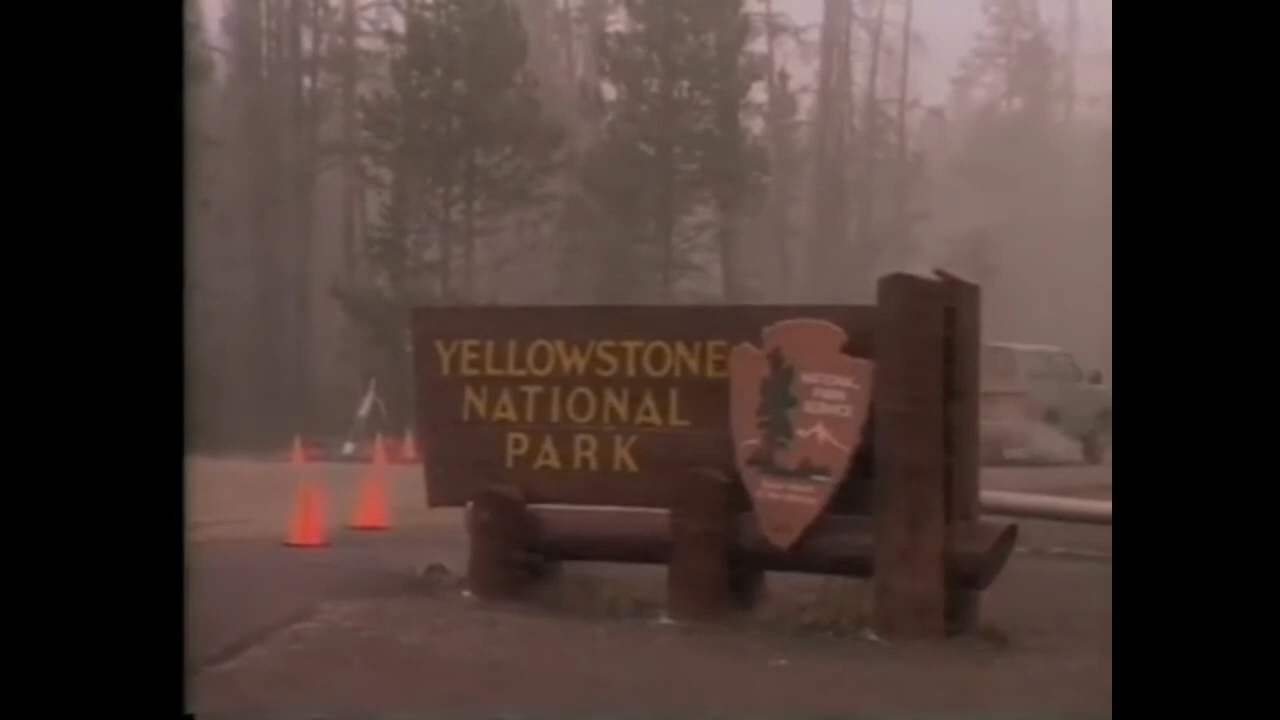 YELLOWSTONE
NATIONAL
PARK
NATIONAL
PARK
SERVICE